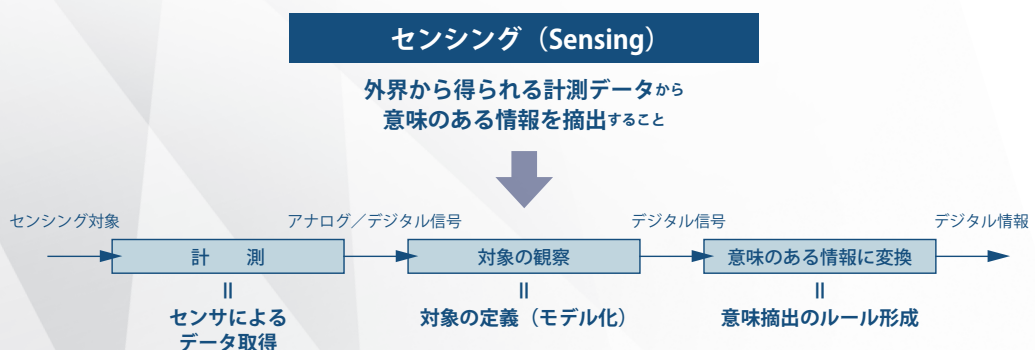 センシング（Sensing）
外界から得られる計測データから
意味のある情報を摘出すること
センシング対象
アナログ／デジタル信号
デジタル信号
デジタル情報
計　測
対象の観察
意味のある情報に変換
॥
॥
॥
センサによる
データ取得
対象の定義（モデル化）
意味摘出のルール形成